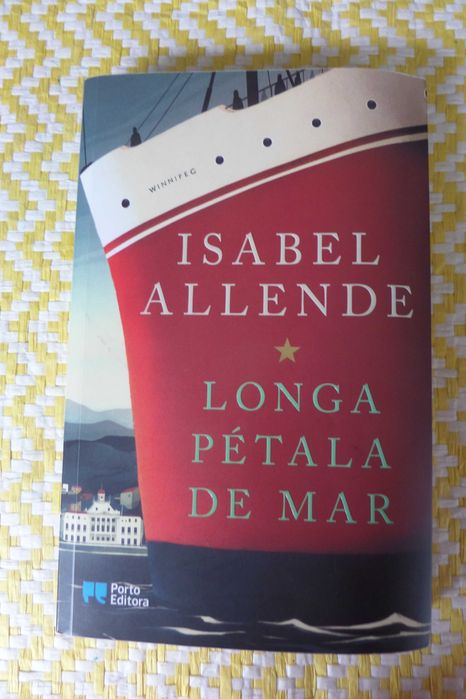 WINNIPEG
ISABEL
ALLENDE
LONGA
PÉTALA
DE MAR
Porto
Editora